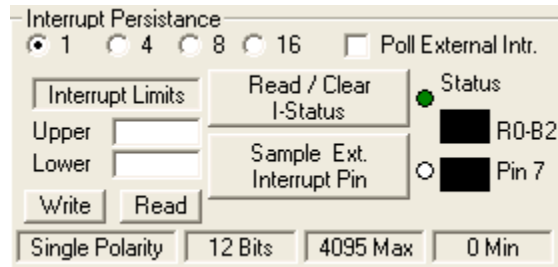 Interrupt Persistance
1 4 8 16 Poll External Intr.
Interrupt Limits
Read / Clear
I-Status
Status
Upper
R0-B2
Lower
Sample Ext.
Interrupt Pin
Pin 7
Write Read
Single Polarity 12 Bits 4095 Max 0 Min